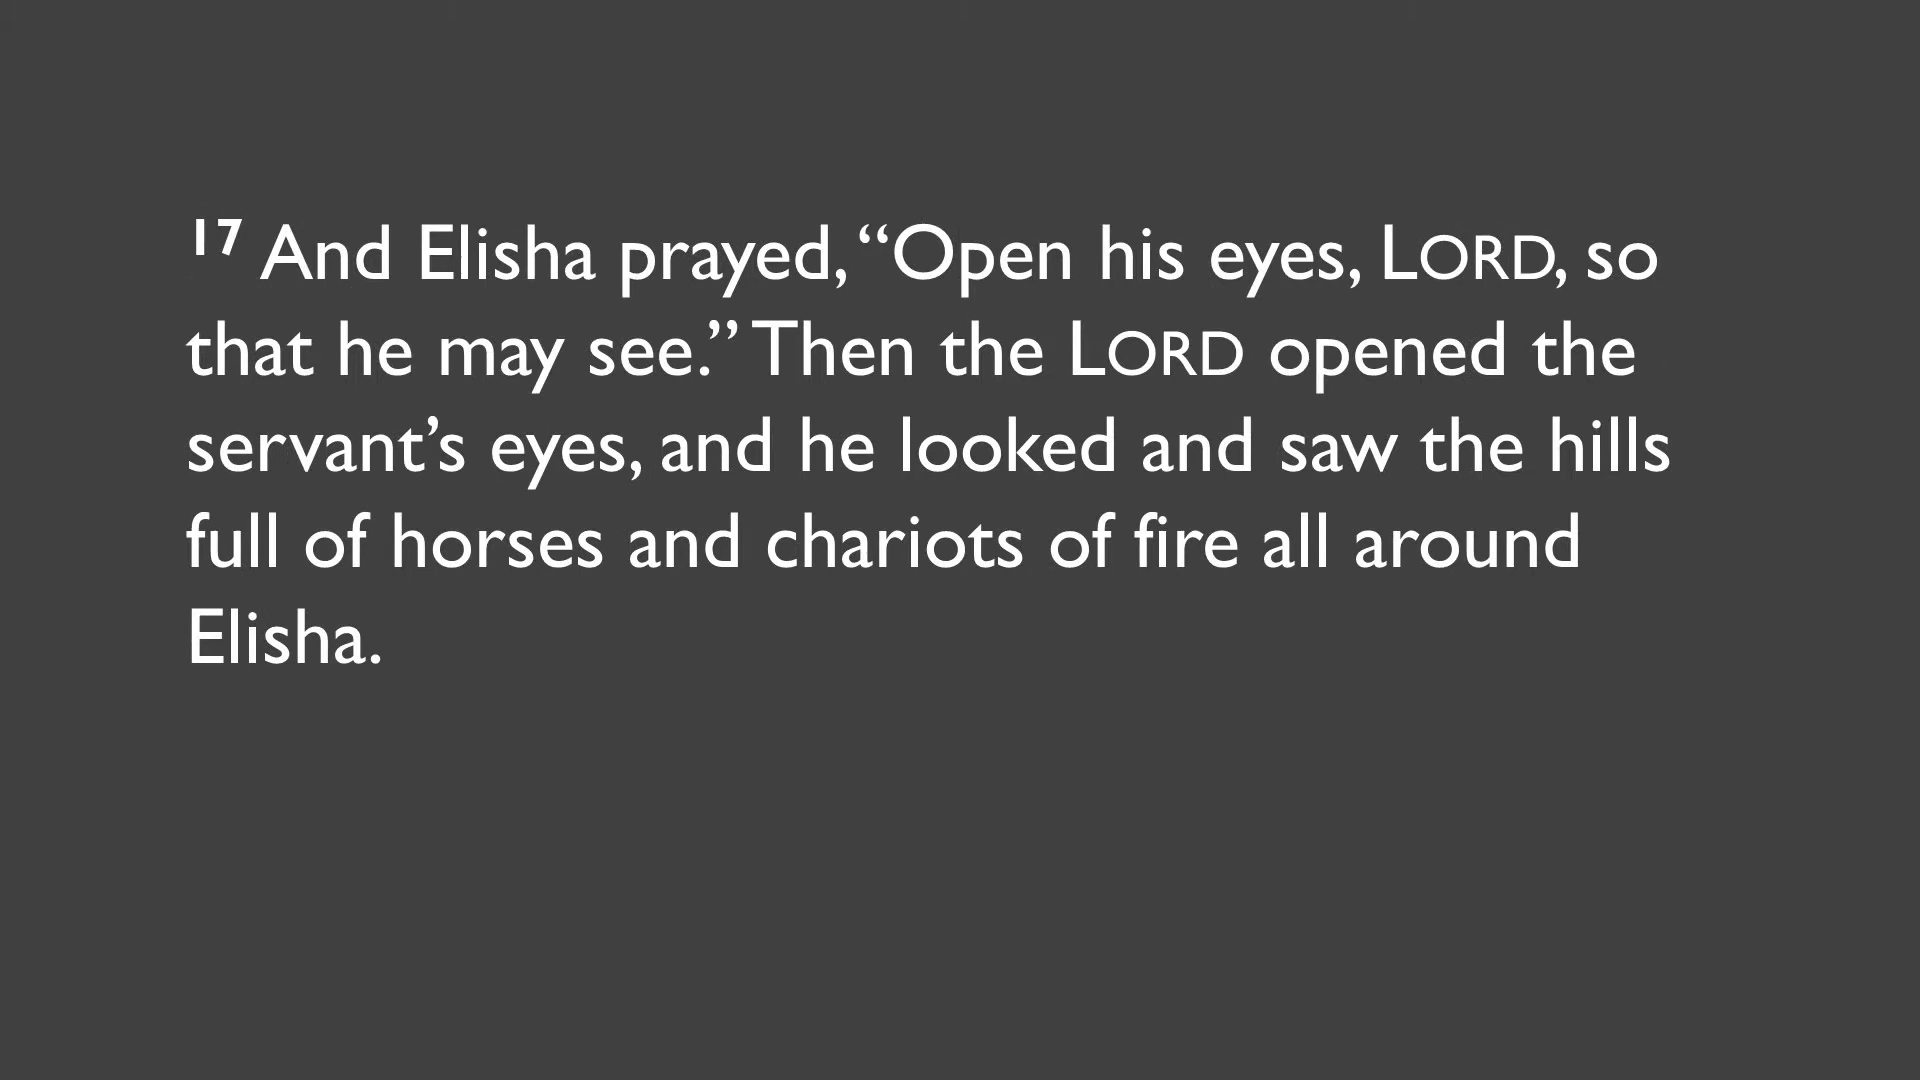 17 And Elisha prayed, “Open his eyes, LORD, so
that he may see.” Then the LORD opened the
servant’s eyes, and he looked and saw the hills
full of horses and chariots of fire all around
Elisha.